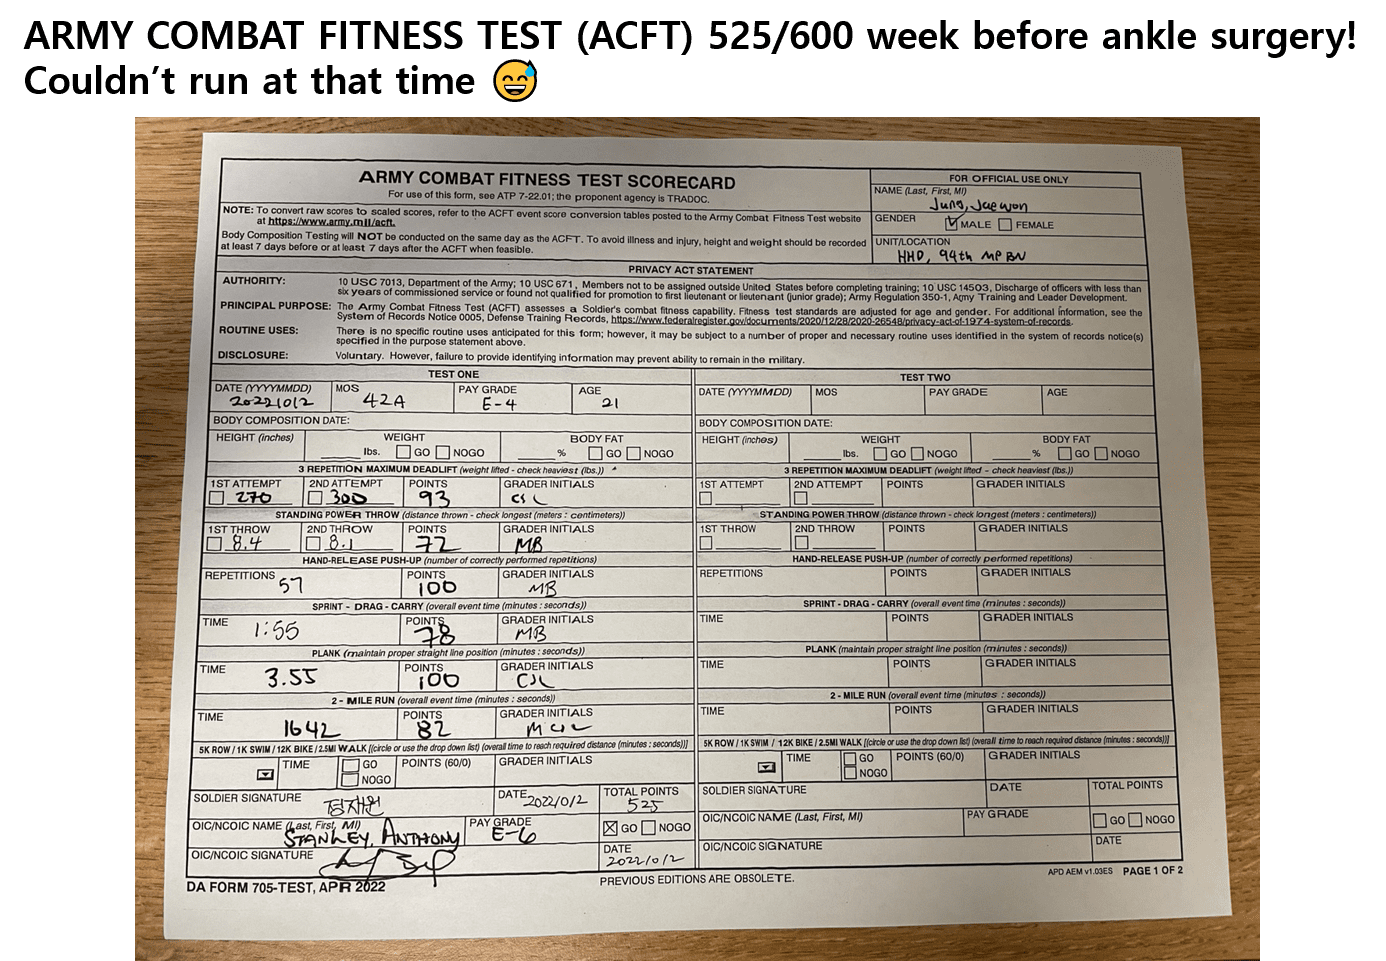 ARMY COMBAT FITNESS TEST (ACFT) 525/600 week before ankle surgery!
Couldn’t run at that time 😅
ARMY COMBAT FITNESS TEST SCORECARD
For use of this form, see ATP 7-22.01; the proponent agency is TRADOC.
NOTE: To convert raw scores to scaled scores, refer to the ACFT event score conversion tables posted to the Army Combat Fitness Test website
at https://www.army.mil/acft.
Body Composition Testing will NOT be conducted on the same day as the ACFT. To avoid illness and injury, height and weight should be recorded
at least 7 days before or at least 7 days after the ACFT when feasible.
FOR OFFICIAL USE ONLY
NAME (Last, First, MI)
Jung, Jaewon
GENDER MALE FEMALE
UNIT/LOCATION
HHD, 94th MP BN
PRIVACY ACT STATEMENT
AUTHORITY: 10 USC 7013, Department of the Army; 10 USC 671, Members not to be assigned outside United States before completing training; 10 USC 14503, Discharge of officers with less than
six years of commissioned service or found not qualified for promotion to first lieutenant or lieutenant (junior grade); Army Regulation 350-1, Army Training and Leader Development.
PRINCIPAL PURPOSE: The Army Combat Fitness Test (ACFT) assesses a Soldier's combat fitness capability. Fitness test standards are adjusted for age and gender. For additional information, see the
System of Records Notice 0005, Defense Training Records, https://www.federalregister.gov/documents/2020/12/28/2020-26548/privacy-act-of-1974-system-of-records.
ROUTINE USES: There is no specific routine uses anticipated for this form; however, it may be subject to a number of proper and necessary routine uses identified in the system of records notice(s)
specified in the purpose statement above.
DISCLOSURE: Voluntary. However, failure to provide identifying information may prevent ability to remain in the military.
TEST ONE
DATE (YYYYMMDD) MOS PAY GRADE AGE
20221012 42A E-4 21
BODY COMPOSITION DATE:
HEIGHT (inches) WEIGHT BODY FAT
lbs. GO NOGO % GO NOGO
3 REPETITION MAXIMUM DEADLIFT (weight lifted - check heaviest (lbs.))
1ST ATTEMPT 2ND ATTEMPT POINTS GRADER INITIALS
270 300 93 CSL
STANDING POWER THROW (distance thrown - check longest (meters : centimeters))
1ST THROW 2ND THROW POINTS GRADER INITIALS
8.4 8.1 72 MB
HAND-RELEASE PUSH-UP (number of correctly performed repetitions)
REPETITIONS POINTS GRADER INITIALS
57 100 MB
SPRINT - DRAG - CARRY (overall event time (minutes : seconds))
TIME POINTS GRADER INITIALS
1:55 78 MB
PLANK (maintain proper straight line position (minutes : seconds))
TIME POINTS GRADER INITIALS
3.55 100 CSL
2 - MILE RUN (overall event time (minutes : seconds))
TIME POINTS GRADER INITIALS
1642 82
5K ROW / 1K SWIM / 12K BIKE / 2.5MI WALK [(circle or use the drop down list) (overall time to reach required distance (minutes : seconds))]
TIME GO POINTS (60/0) GRADER INITIALS
NOGO
SOLDIER SIGNATURE DATE TOTAL POINTS
정재원 20221012 525
OIC/NCOIC NAME (Last, First, MI) PAY GRADE GO NOGO
STANLEY, ANTHONY E-6
OIC/NCOIC SIGNATURE DATE
20221012
TEST TWO
DATE (YYYYMMDD) MOS PAY GRADE AGE
BODY COMPOSITION DATE:
HEIGHT (inches) WEIGHT BODY FAT
lbs. GO NOGO % GO NOGO
3 REPETITION MAXIMUM DEADLIFT (weight lifted - check heaviest (lbs.))
1ST ATTEMPT 2ND ATTEMPT POINTS GRADER INITIALS
STANDING POWER THROW (distance thrown - check longest (meters : centimeters))
1ST THROW 2ND THROW POINTS GRADER INITIALS
HAND-RELEASE PUSH-UP (number of correctly performed repetitions)
REPETITIONS POINTS GRADER INITIALS
SPRINT - DRAG - CARRY (overall event time (minutes : seconds))
TIME POINTS GRADER INITIALS
PLANK (maintain proper straight line position (minutes : seconds))
TIME POINTS GRADER INITIALS
2 - MILE RUN (overall event time (minutes : seconds))
TIME POINTS GRADER INITIALS
5K ROW / 1K SWIM / 12K BIKE / 2.5MI WALK [(circle or use the drop down list) (overall time to reach required distance (minutes : seconds))]
TIME GO POINTS (60/0) GRADER INITIALS
NOGO
SOLDIER SIGNATURE DATE TOTAL POINTS
OIC/NCOIC NAME (Last, First, MI) PAY GRADE GO NOGO
OIC/NCOIC SIGNATURE DATE
DA FORM 705-TEST, APR 2022 PREVIOUS EDITIONS ARE OBSOLETE. APD AEM v1.03ES PAGE 1 OF 2